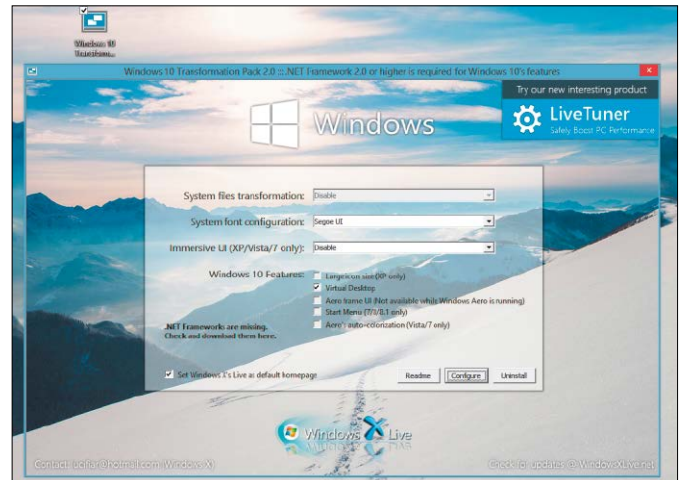 Windows 10
Transform...
Windows 10 Transformation Pack 2.0 ::: .NET Framework 2.0 or higher is required for Windows 10's features
Try our new interesting product
LiveTuner
Safely Boost PC Performance
Windows
System files transformation: Disable
System font configuration: Segoe UI
Immersive UI (XP/Vista/7 only): Disable
Windows 10 Features: Large icon size (XP only)
Virtual Desktop
Aero frame UI (Not available while Windows Aero is running)
Start Menu (7/8/8.1 only)
Aero's auto-colorization (Vista/7 only)
.NET Frameworks are missing.
Check and download them here.
Set Windows X's Live as default homepage
Readme Configure Uninstall
Windows X Live
Contact: @hotmail.com (Windows X)
Check for updates @ WindowsXLive.net